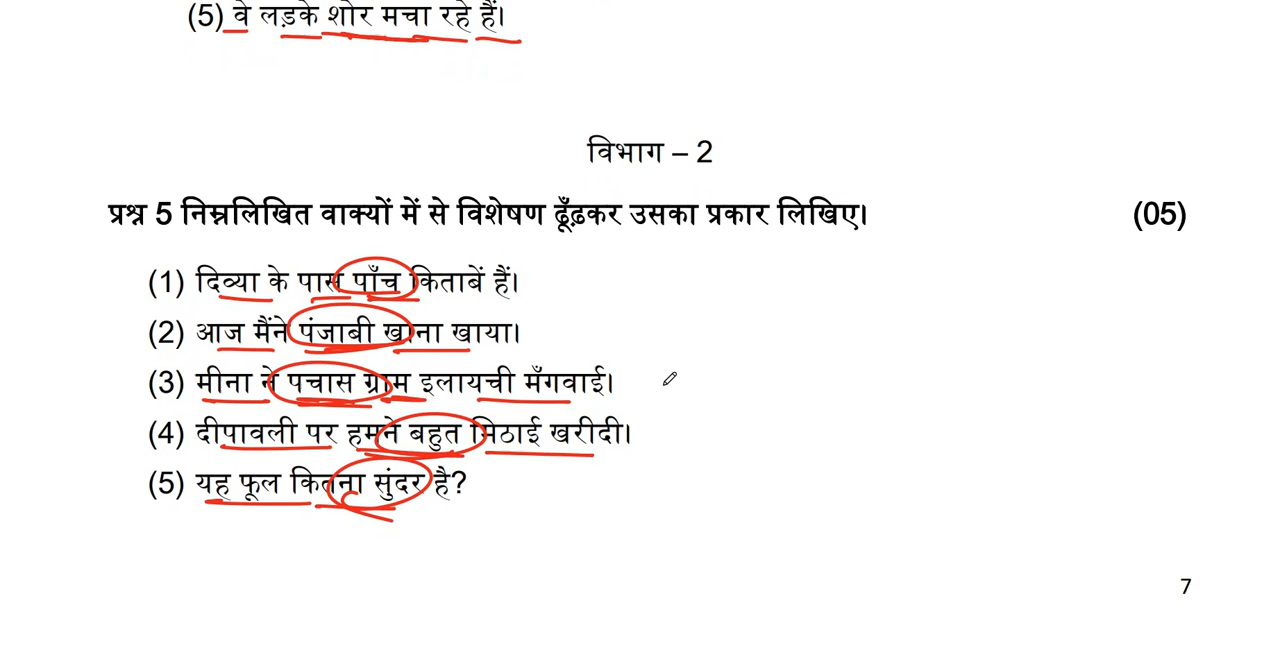 (5) वे लड़के शोर मचा रहे हैं।
विभाग – 2
प्रश्न 5 निम्नलिखित वाक्यों में से विशेषण ढूँढ़कर उसका प्रकार लिखिए। (05)
(1) दिव्या के पास पाँच किताबें हैं।
(2) आज मैंने पंजाबी खाना खाया।
(3) मीना ने पचास ग्राम इलायची मँगवाई।
(4) दीपावली पर हमने बहुत मिठाई खरीदी।
(5) यह फूल कितना सुंदर है?
7